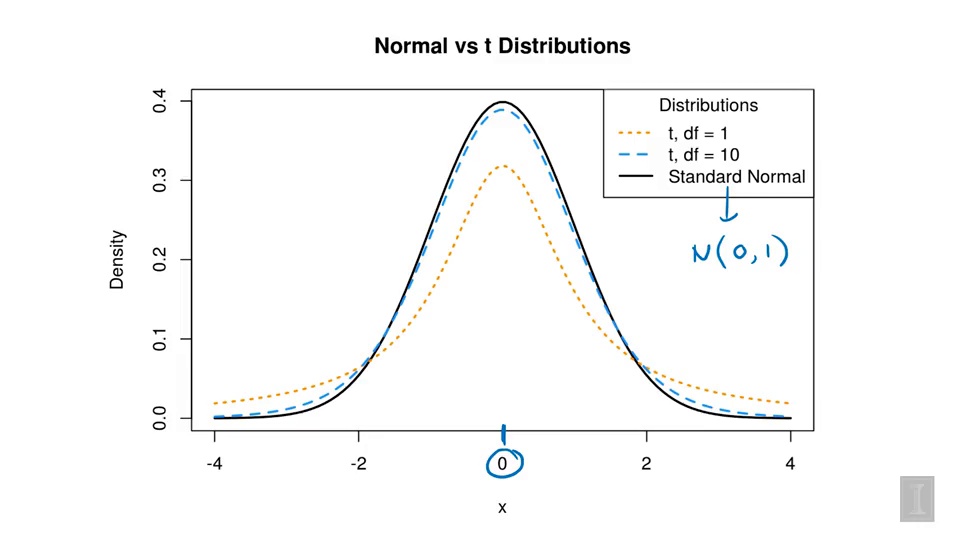 Normal vs t Distributions
Distributions
t, df = 1
t, df = 10
Standard Normal
N(0,1)
Density
0.4
0.3
0.2
0.1
0.0
-4
-2
0
2
4
x
I